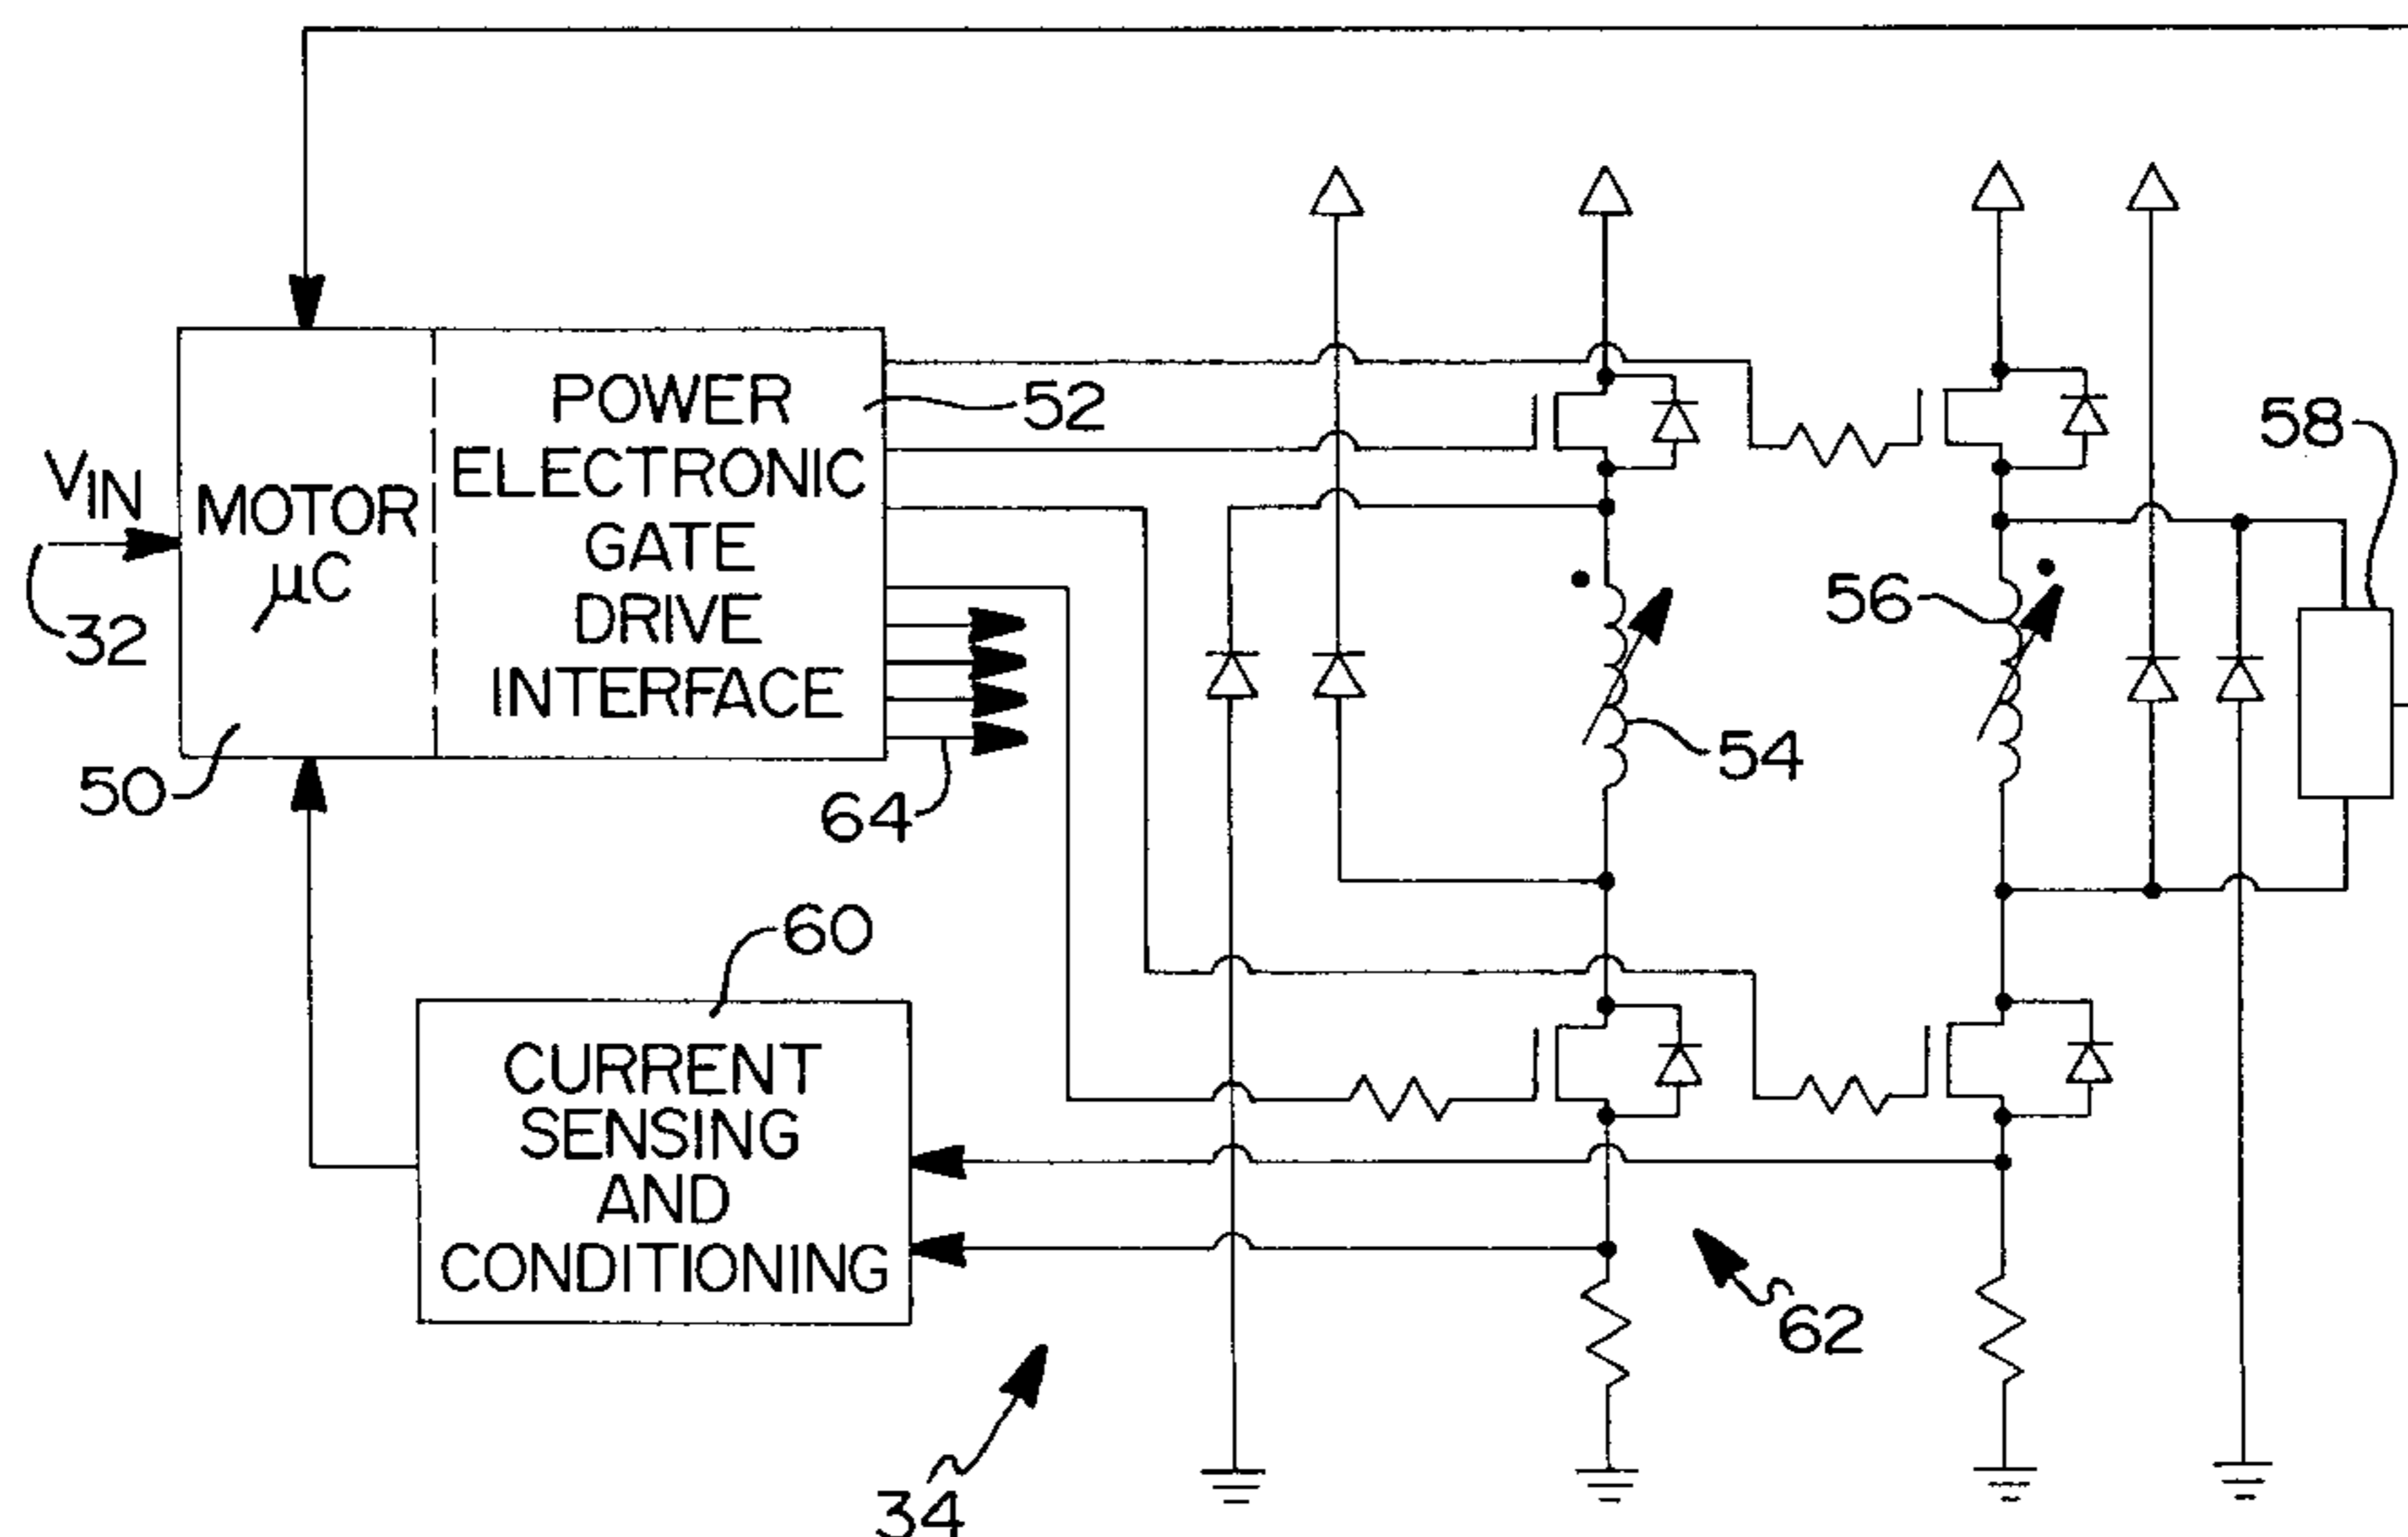 VIN
32
MOTOR
μC
50
POWER
ELECTRONIC
GATE
DRIVE
INTERFACE
52
64
54
56
58
60
CURRENT
SENSING
AND
CONDITIONING
62
34